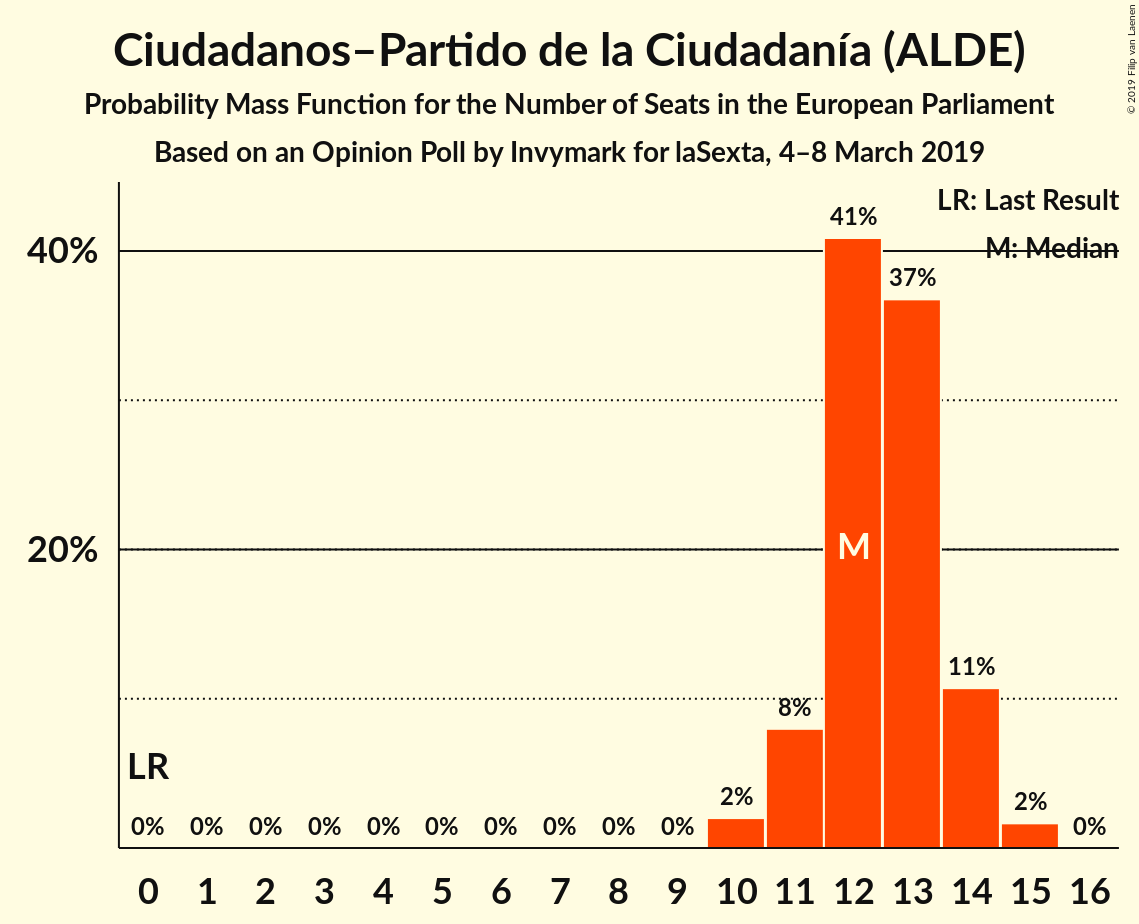 Ciudadanos–Partido de la Ciudadanía (ALDE)
Probability Mass Function for the Number of Seats in the European Parliament
Based on an Opinion Poll by Invymark for laSexta, 4–8 March 2019
© 2019 Filip van Laenen
LR: Last Result
M: Median
40%
20%
41%
37%
M
11%
8%
LR
0% 0% 0% 0% 0% 0% 0% 0% 0% 0% 2% 2% 0%
0 1 2 3 4 5 6 7 8 9 10 11 12 13 14 15 16